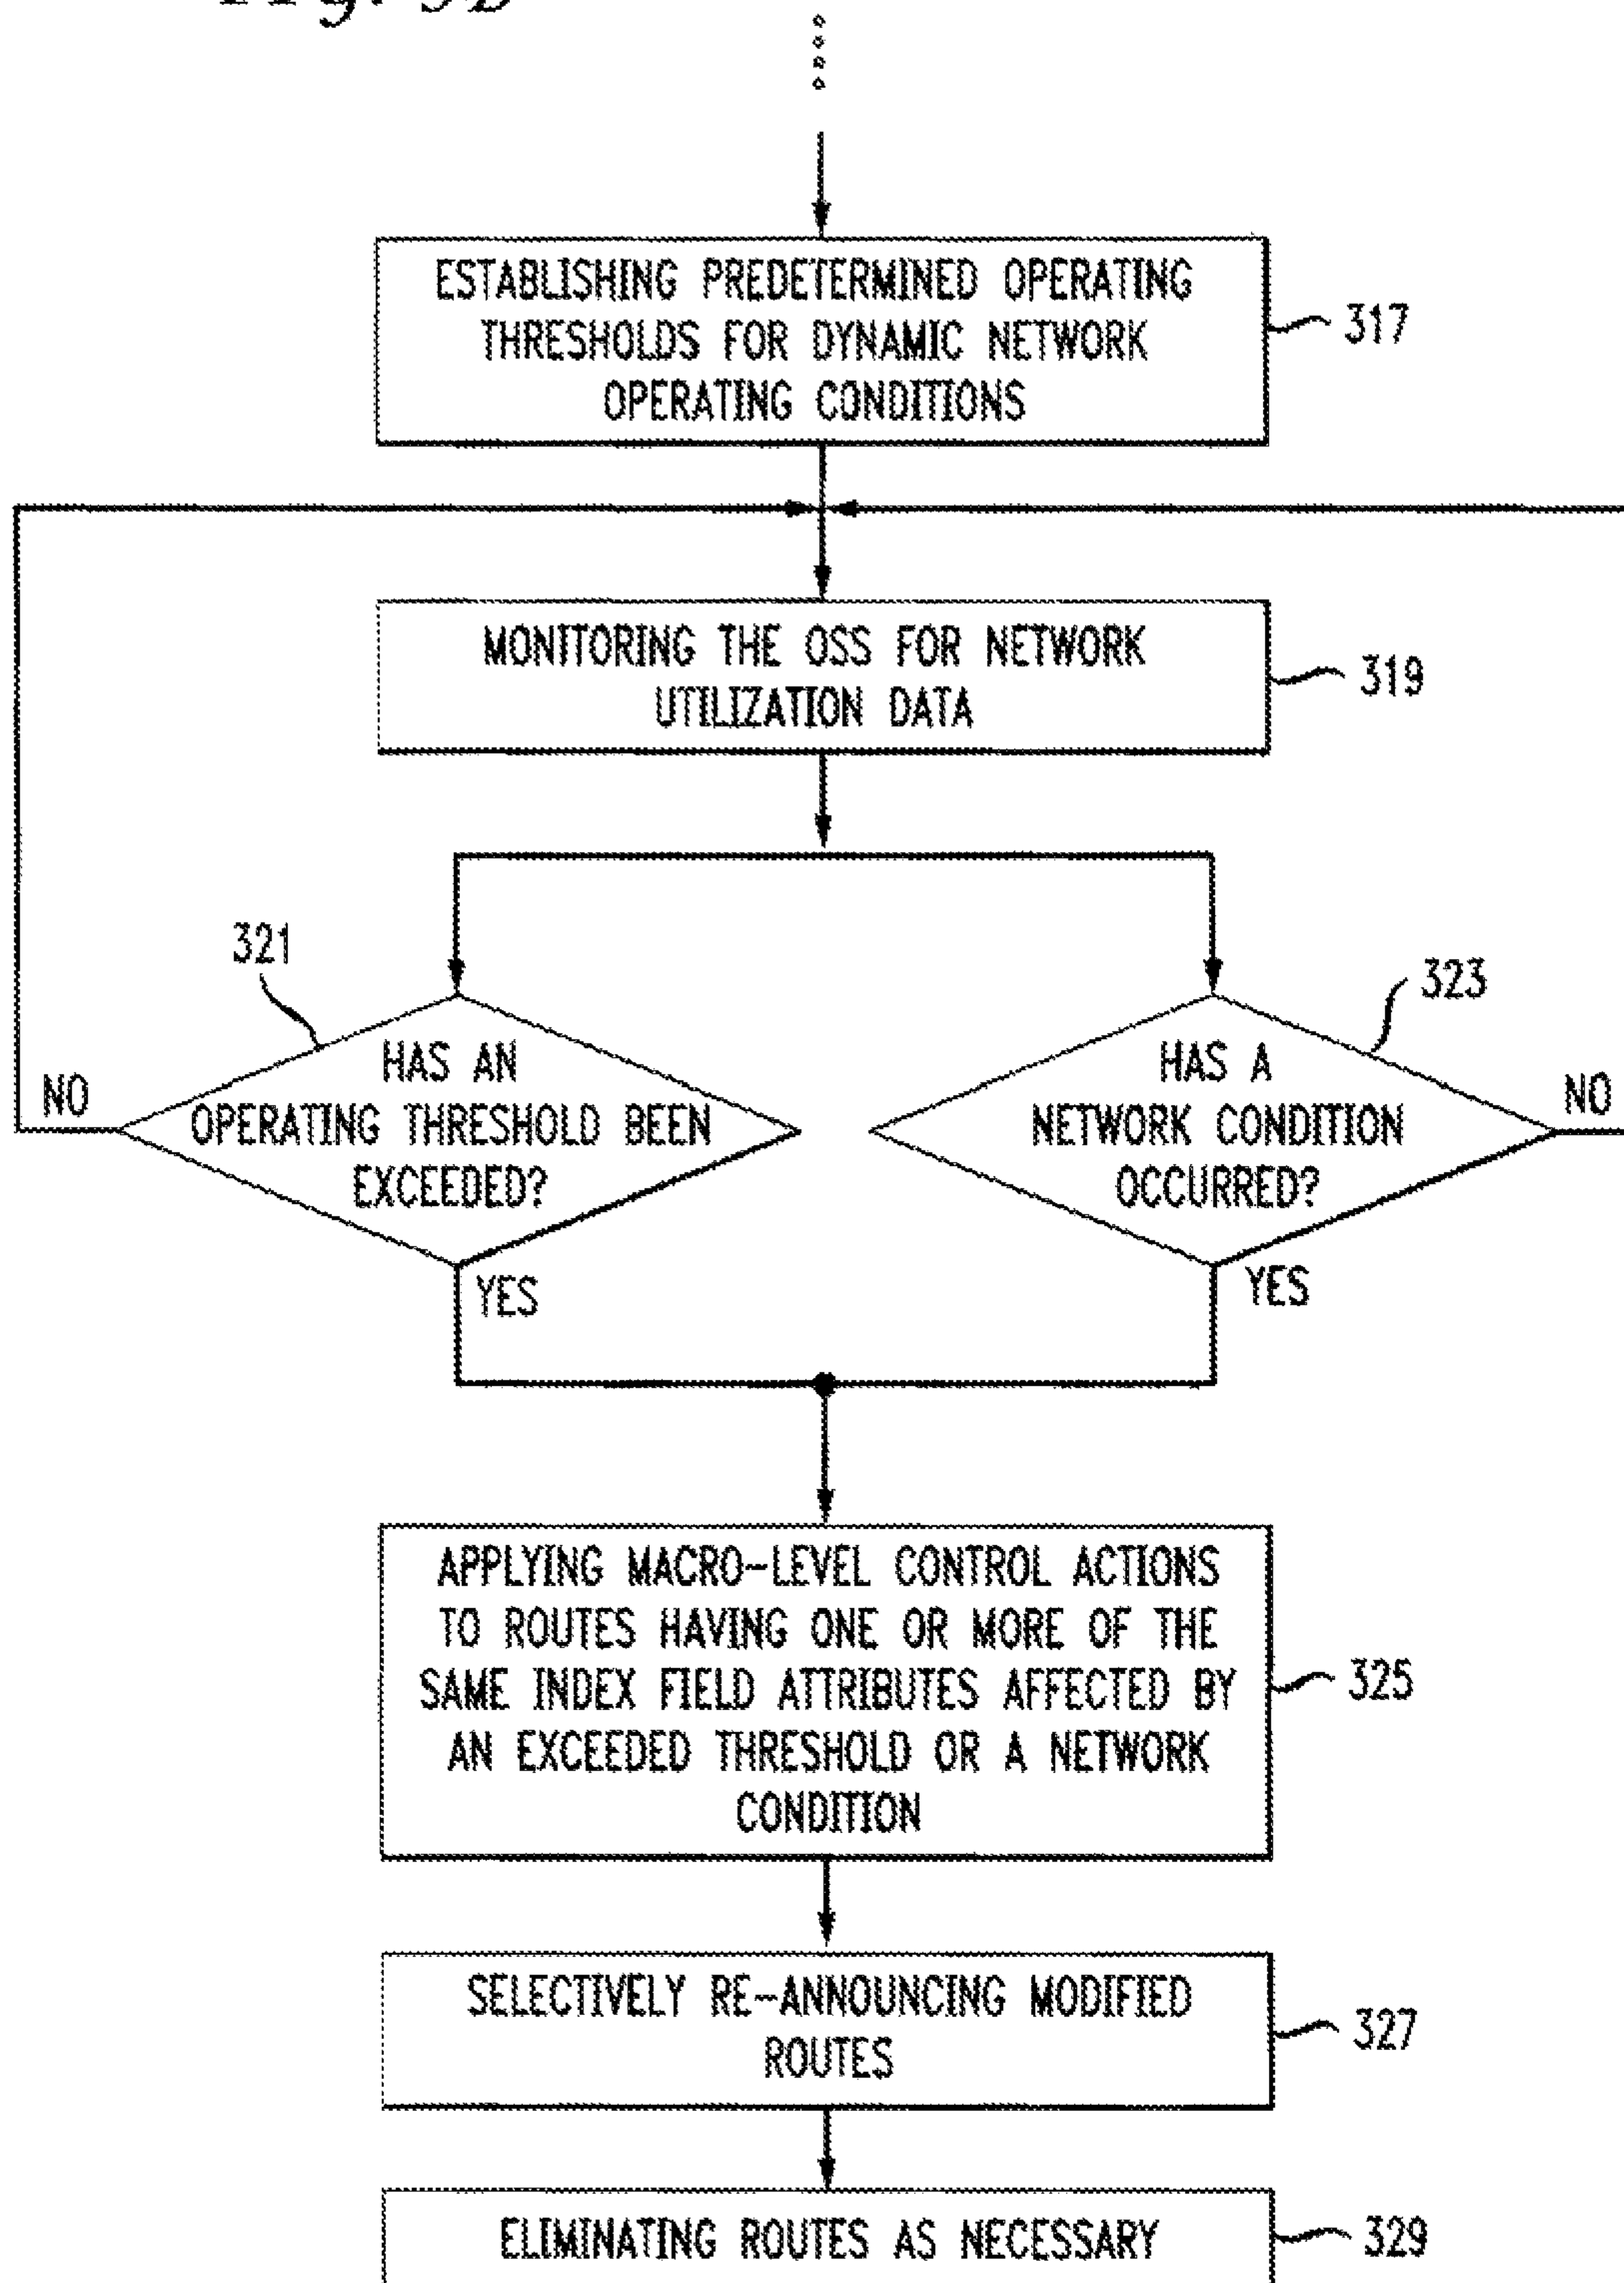 ESTABLISHING PREDETERMINED OPERATING
THRESHOLDS FOR DYNAMIC NETWORK
OPERATING CONDITIONS
317
MONITORING THE OSS FOR NETWORK
UTILIZATION DATA
319
321
HAS AN
OPERATING THRESHOLD BEEN
EXCEEDED?
NO
YES
323
HAS A
NETWORK CONDITION
OCCURRED?
NO
YES
APPLYING MACRO-LEVEL CONTROL ACTIONS
TO ROUTES HAVING ONE OR MORE OF THE
SAME INDEX FIELD ATTRIBUTES AFFECTED BY
AN EXCEEDED THRESHOLD OR A NETWORK
CONDITION
325
SELECTIVELY RE-ANNOUNCING MODIFIED
ROUTES
327
ELIMINATING ROUTES AS NECESSARY
329